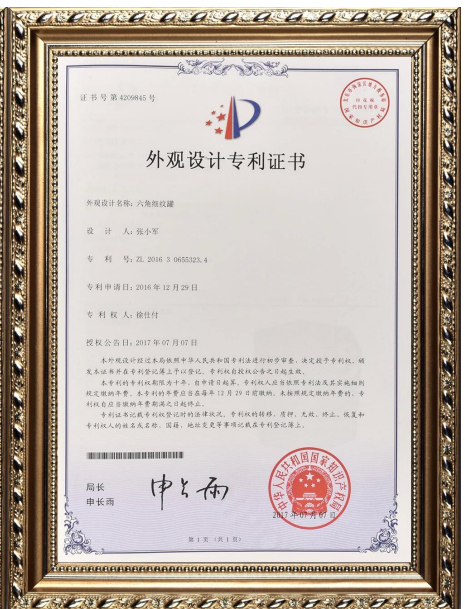 证书号第4209845号
外观设计专利证书
外观设计名称：六角细纹罐
设 计 人：张小军
专 利 号：ZL 2016 3 0655323.4
专利申请日：2016年12月29日
专 利 权 人：徐仕付
授权公告日：2017年07月07日
本外观设计经过本局依照中华人民共和国专利法进行初步审查，决定授予专利权，颁
发本证书并在专利登记簿上予以登记。专利权自授权公告之日起生效。
本专利的专利权期限为十年，自申请日起算。专利权人应当依照专利法及其实施细则
规定缴纳年费。本专利的年费应当在每年12月29日前缴纳。未按照规定缴纳年费的，专
利权自应当缴纳年费期满之日起终止。
专利证书记载专利权登记时的法律状况。专利权的转移、质押、无效、终止、恢复和
专利权人的姓名或名称、国籍、地址变更等事项记载在专利登记簿上。
局长
申长雨
申长雨
中华人民共和国国家知识产权局
2017年07月07日
第1页（共1页）